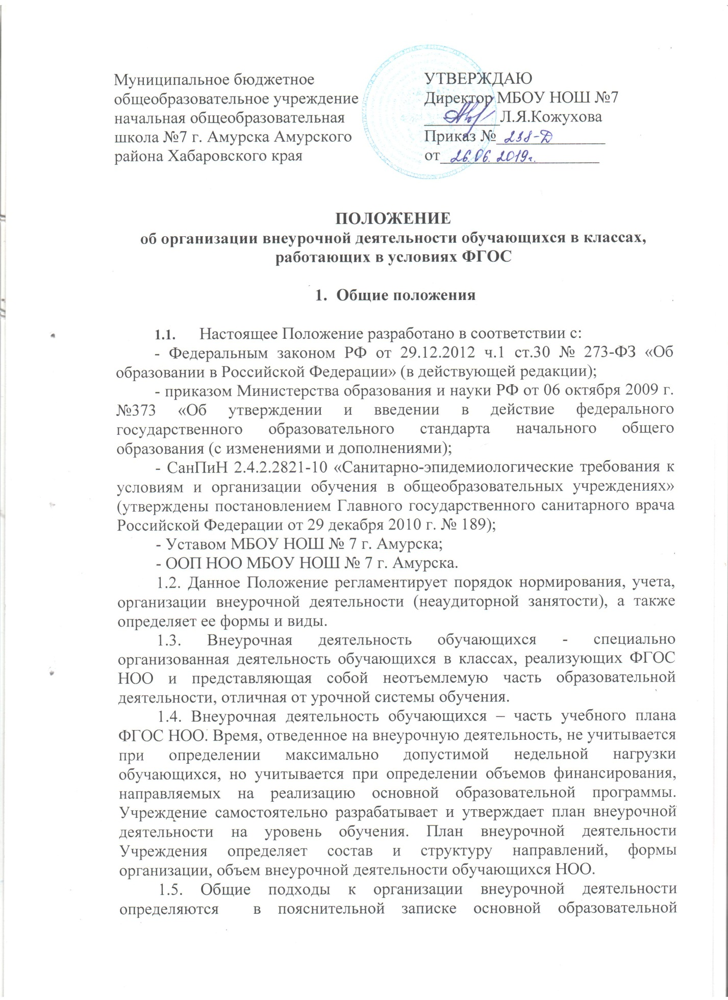 Муниципальное бюджетное
общеобразовательное учреждение
начальная общеобразовательная
школа №7 г. Амурска Амурского
района Хабаровского края
УТВЕРЖДАЮ
Директор МБОУ НОШ №7
_________Л.Я.Кожухова
Приказ № 238-Д
от 26.06.2019г.
ПОЛОЖЕНИЕ
об организации внеурочной деятельности обучающихся в классах,
работающих в условиях ФГОС
1. Общие положения
1.1. Настоящее Положение разработано в соответствии с:
- Федеральным законом РФ от 29.12.2012 ч.1 ст.30 № 273-ФЗ «Об
образовании в Российской Федерации» (в действующей редакции);
- приказом Министерства образования и науки РФ от 06 октября 2009 г.
№373 «Об утверждении и введении в действие федерального
государственного образовательного стандарта начального общего
образования (с изменениями и дополнениями);
- СанПиН 2.4.2.2821-10 «Санитарно-эпидемиологические требования к
условиям и организации обучения в общеобразовательных учреждениях»
(утверждены постановлением Главного государственного санитарного врача
Российской Федерации от 29 декабря 2010 г. № 189);
- Уставом МБОУ НОШ № 7 г. Амурска;
- ООП НОО МБОУ НОШ № 7 г. Амурска.
1.2. Данное Положение регламентирует порядок нормирования, учета,
организации внеурочной деятельности (неаудиторной занятости), а также
определяет ее формы и виды.
1.3. Внеурочная деятельность обучающихся - специально
организованная деятельность обучающихся в классах, реализующих ФГОС
НОО и представляющая собой неотъемлемую часть образовательной
деятельности, отличная от урочной системы обучения.
1.4. Внеурочная деятельность обучающихся – часть учебного плана
ФГОС НОО. Время, отведенное на внеурочную деятельность, не учитывается
при определении максимально допустимой недельной нагрузки
обучающихся, но учитывается при определении объемов финансирования,
направляемых на реализацию основной образовательной программы.
Учреждение самостоятельно разрабатывает и утверждает план внеурочной
деятельности на уровень обучения. План внеурочной деятельности
Учреждения определяет состав и структуру направлений, формы
организации, объем внеурочной деятельности обучающихся НОО.
1.5. Общие подходы к организации внеурочной деятельности
определяются в пояснительной записке основной образовательной